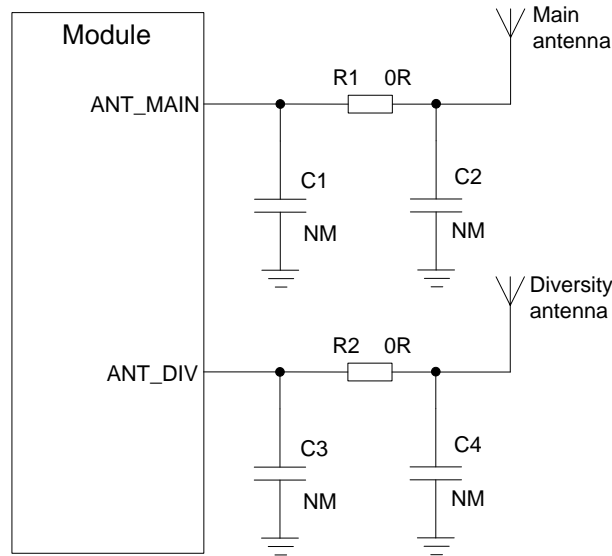 Module
Main
antenna
R1 0R
ANT_MAIN
C1
C2
NM
NM
Diversity
antenna
R2 0R
ANT_DIV
C3
C4
NM
NM